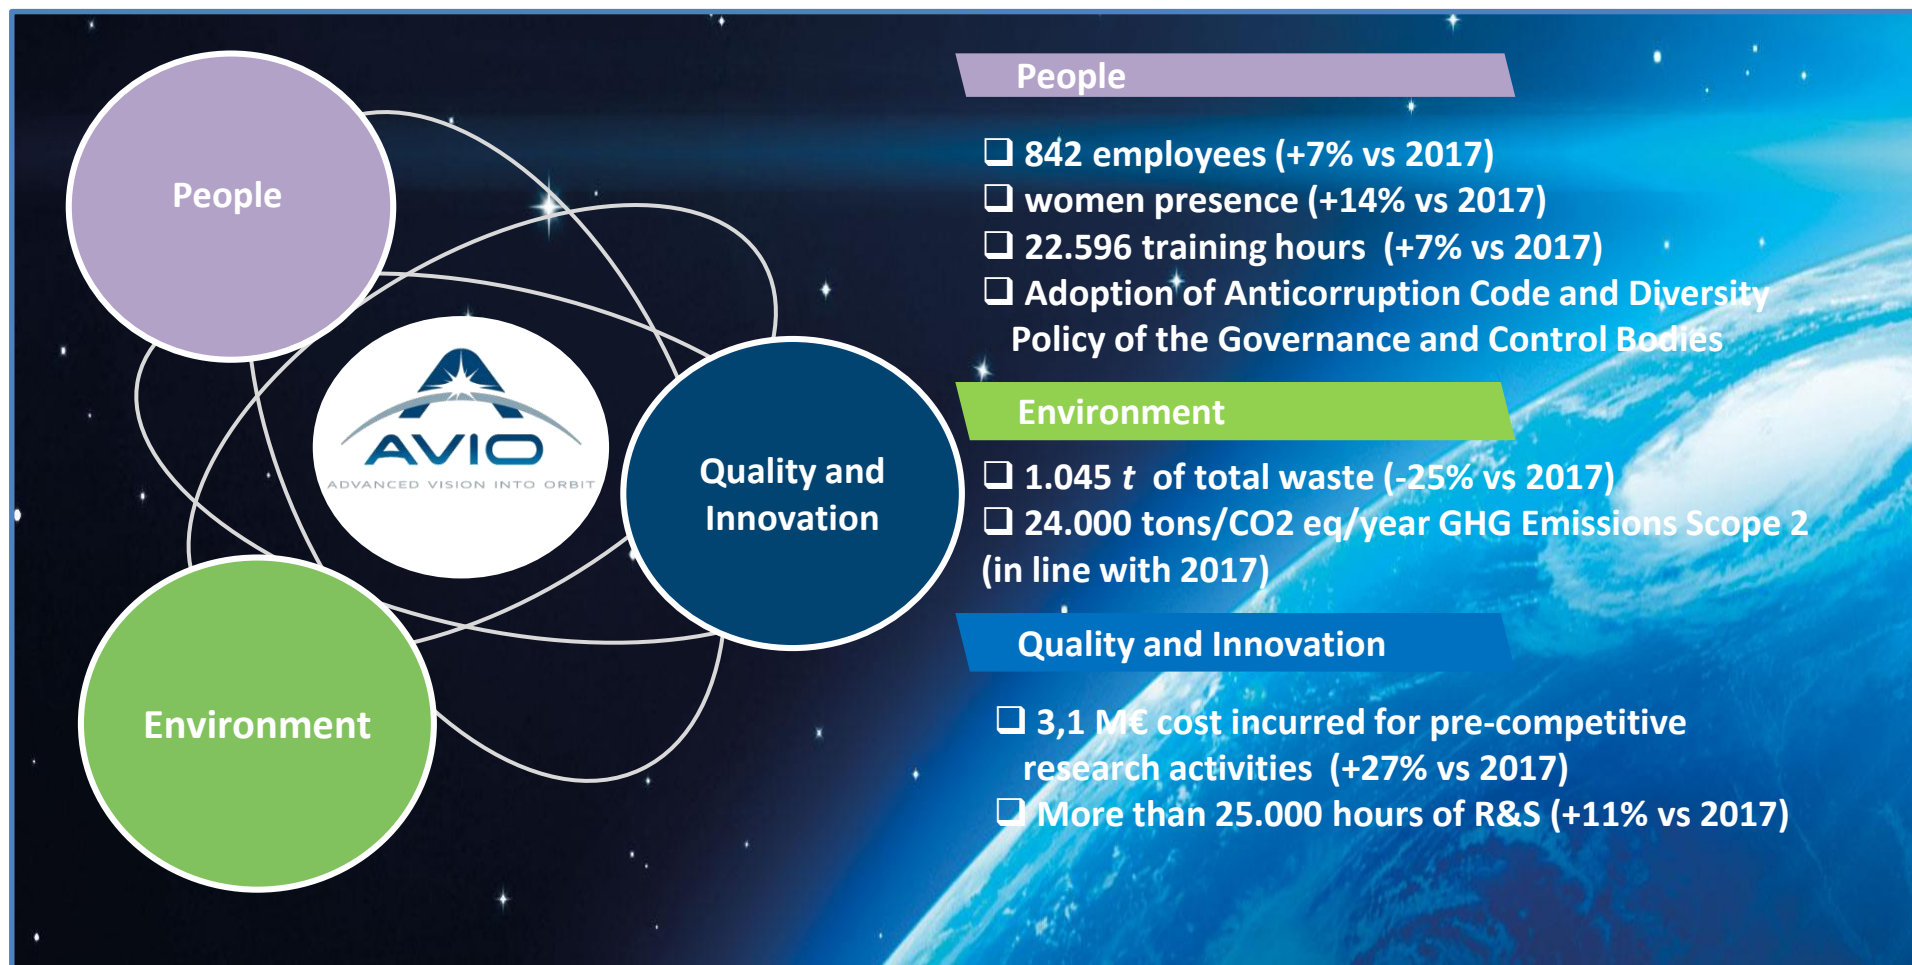 People
AVIO
ADVANCED VISION INTO ORBIT
Quality and
Innovation
Environment
People
❑ 842 employees (+7% vs 2017)
❑ women presence (+14% vs 2017)
❑ 22.596 training hours (+7% vs 2017)
❑ Adoption of Anticorruption Code and Diversity
Policy of the Governance and Control Bodies
Environment
❑ 1.045 t of total waste (-25% vs 2017)
❑ 24.000 tons/CO2 eq/year GHG Emissions Scope 2
(in line with 2017)
Quality and Innovation
❑ 3,1 M€ cost incurred for pre-competitive
research activities (+27% vs 2017)
❑ More than 25.000 hours of R&S (+11% vs 2017)